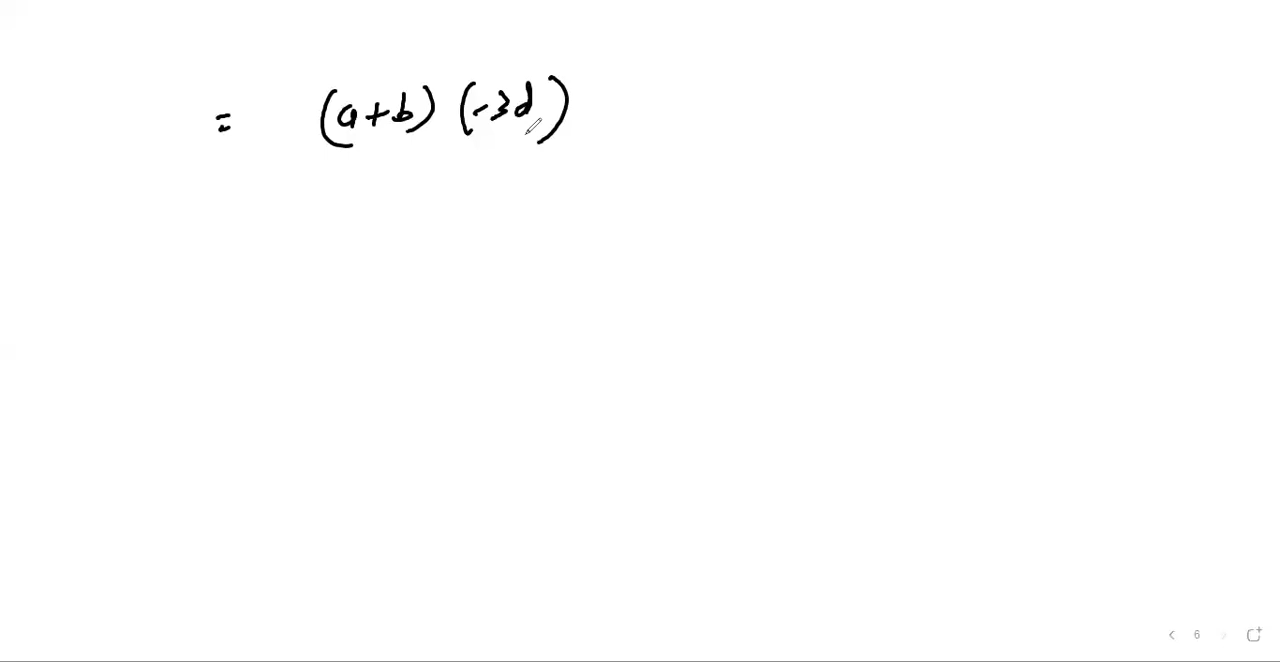 = (a+b) (-3d)
6